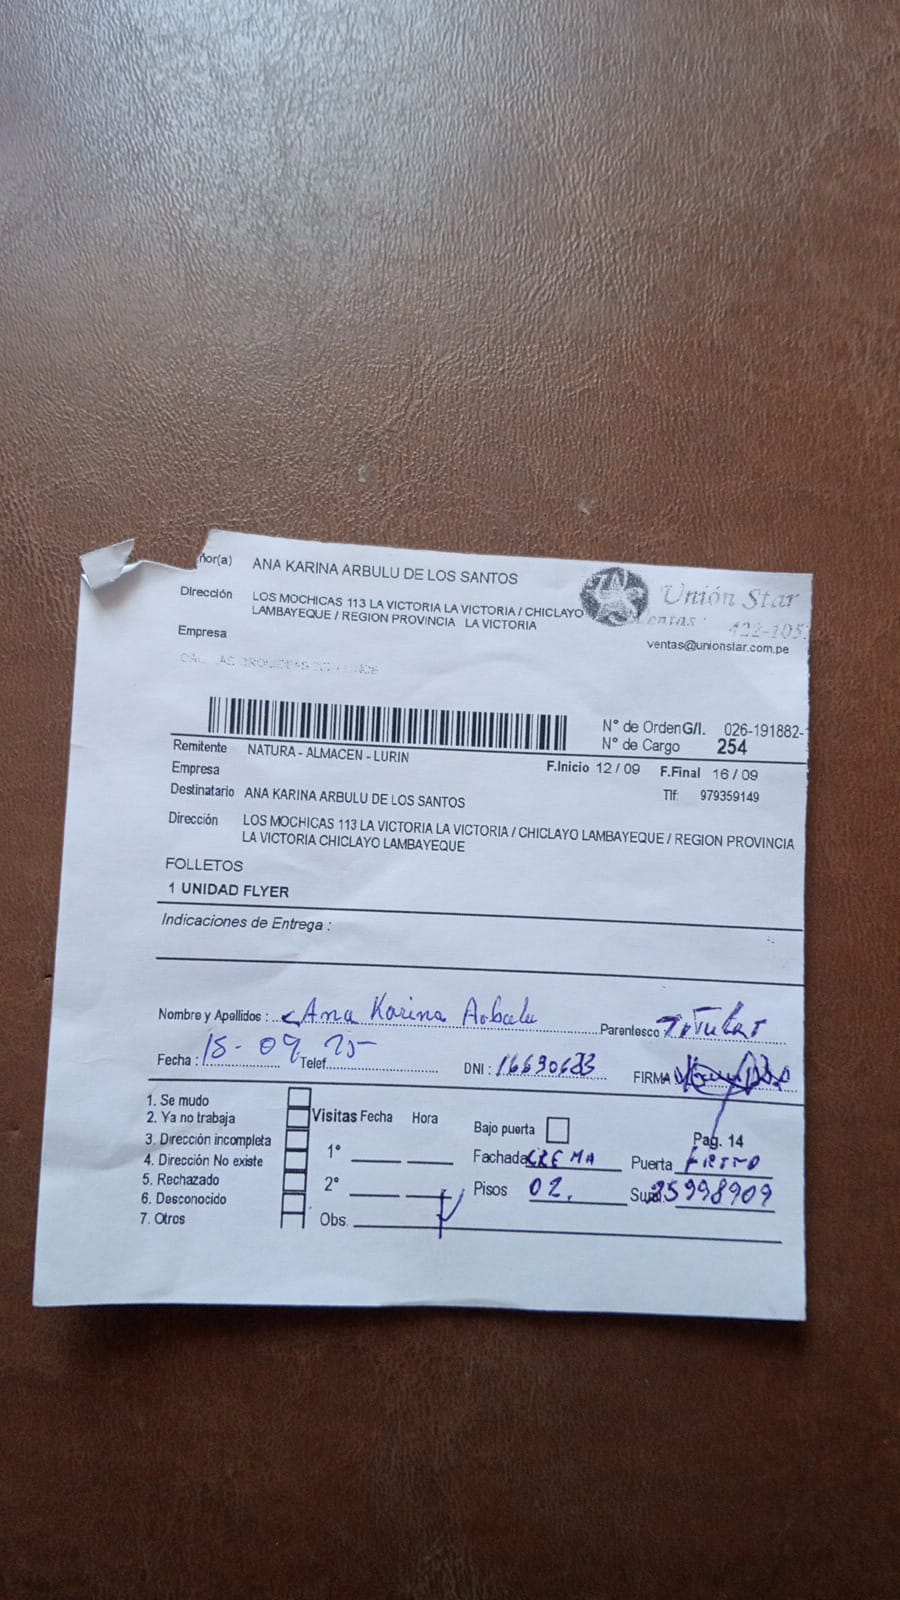 ñor(a) ANA KARINA ARBULU DE LOS SANTOS
Dirección LOS MOCHICAS 113 LA VICTORIA LA VICTORIA / CHICLAYO
LAMBAYEQUE / REGION PROVINCIA LA VICTORIA
Unión Star
422-105
ventas@unionstar.com.pe
Empresa
N° de Orden G/I. 026-191882-
N° de Cargo 254
Remitente NATURA - ALMACEN - LURIN
F.Inicio 12 / 09 F.Final 16 / 09
Empresa
Tlf: 979359149
Destinatario ANA KARINA ARBULU DE LOS SANTOS
Dirección LOS MOCHICAS 113 LA VICTORIA LA VICTORIA / CHICLAYO LAMBAYEQUE / REGION PROVINCIA
LA VICTORIA CHICLAYO LAMBAYEQUE
FOLLETOS
1 UNIDAD FLYER
Indicaciones de Entrega :
Nombre y Apellidos : Ana Karina Arbulu Parentesco Titular
Fecha : 15-09-25 Telef. DNI : 16690683 FIRMA
1. Se mudo
2. Ya no trabaja
3. Dirección incompleta
4. Dirección No existe
5. Rechazado
6. Desconocido
7. Otros
Visitas Fecha Hora
1°
2°
Obs.
Bajo puerta
Pag. 14
Fachada CREMA Puerta FIERRO
Pisos 02. 25998909